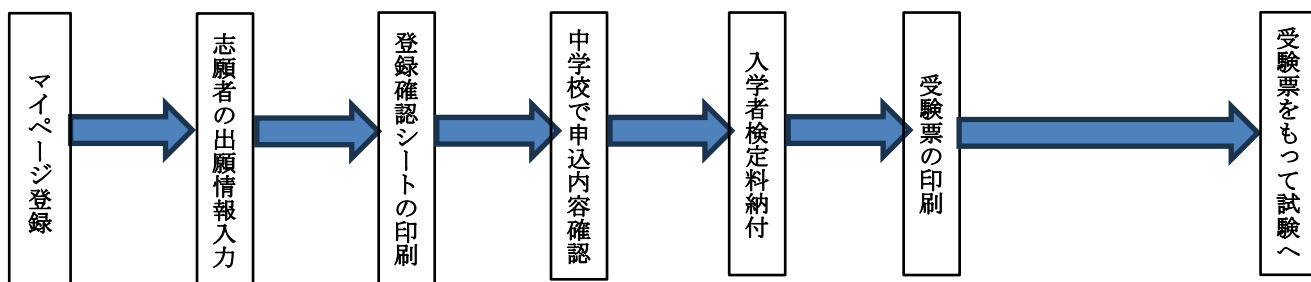 マイページ登録
志願者の出願情報入力
登録確認シートの印刷
中学校で申込内容確認
入学者検定料納付
受験票の印刷
受験票をもって試験へ